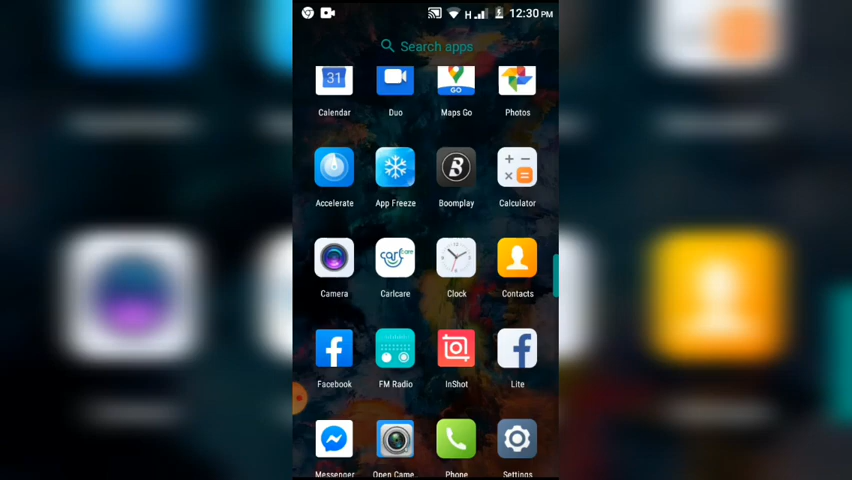 12:30 PM
Search apps
31
GO
Calendar Duo Maps Go Photos
B
Accelerate App Freeze Boomplay Calculator
carlcare
Camera Carlcare Clock Contacts
Facebook FM Radio InShot Lite
Messenger Open Came... Phone Settings